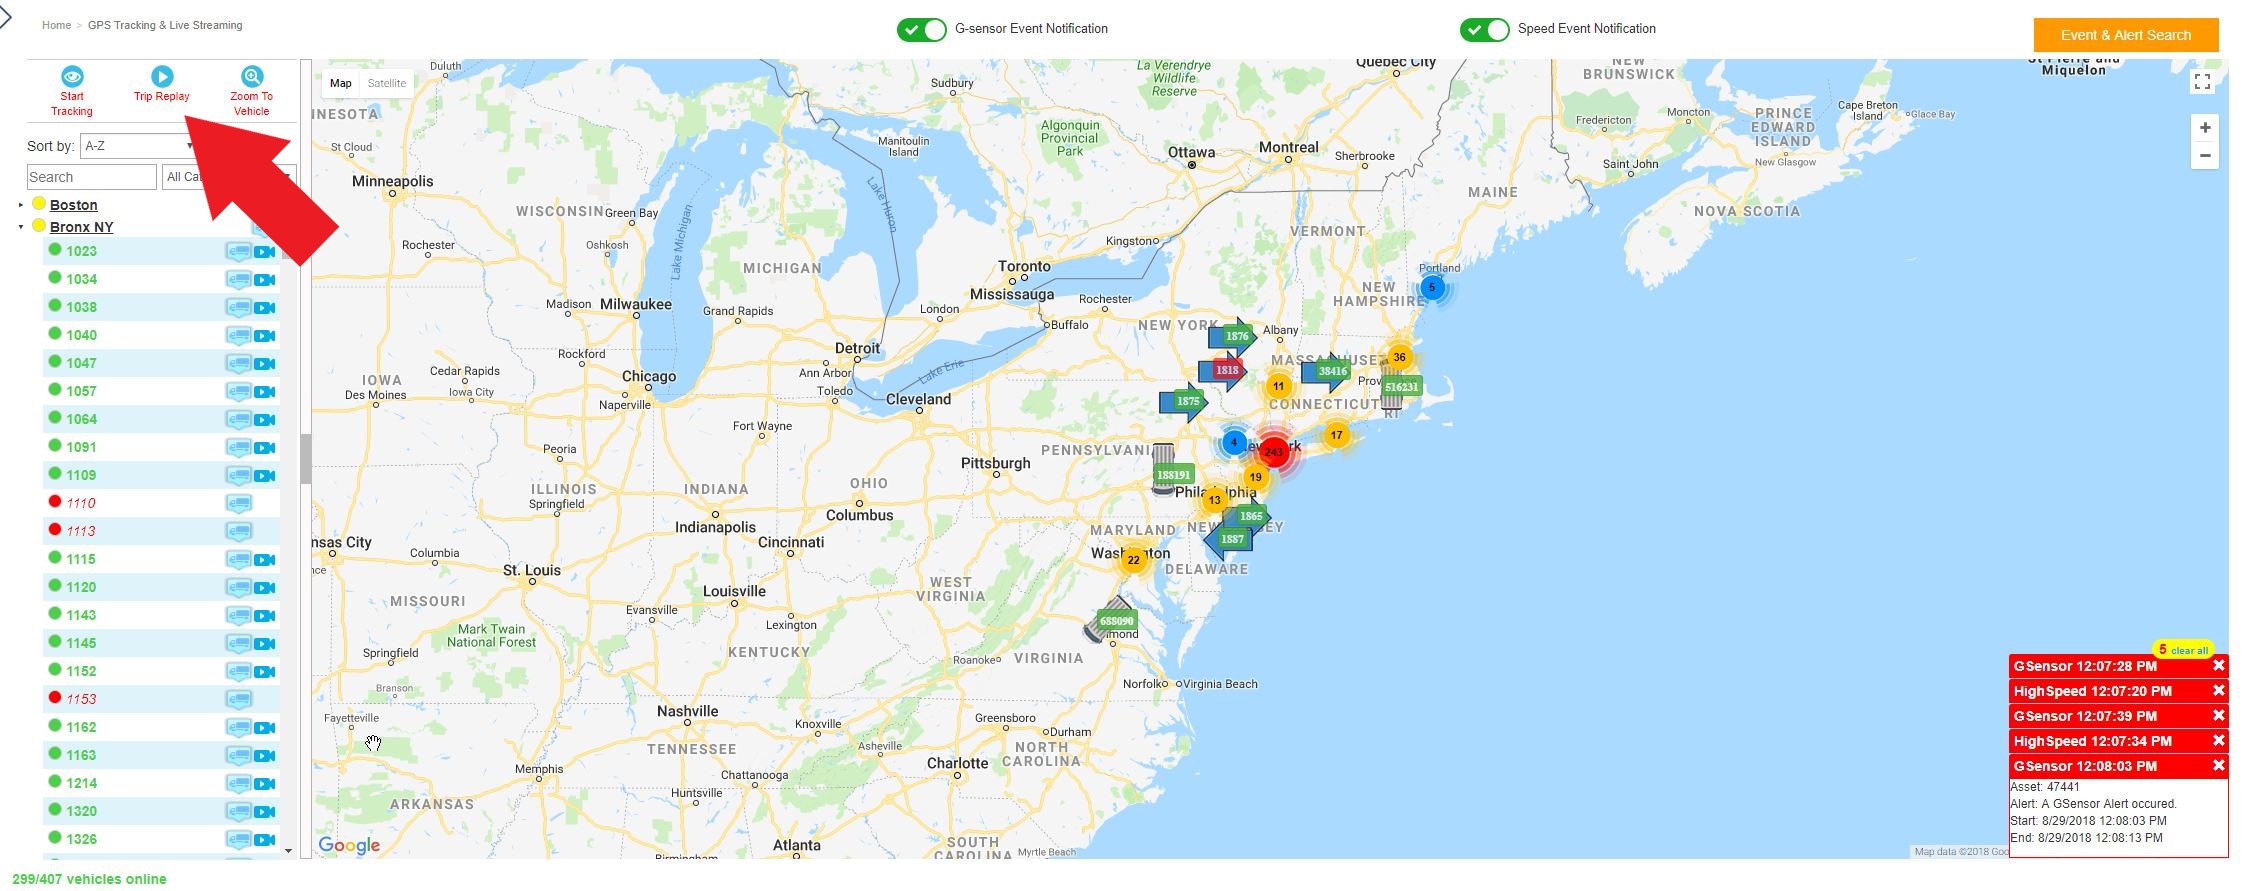 Home > GPS Tracking & Live Streaming
G-sensor Event Notification
Speed Event Notification
Event & Alert Search
Start Tracking
Trip Replay
Zoom To Vehicle
Sort by: A-Z
Search
All Cat
Boston
Bronx NY
1023
1034
1038
1040
1047
1057
1064
1091
1109
1110
1113
1115
1120
1143
1145
1152
1153
1162
1163
1214
1320
1326
299/407 vehicles online
Map Satellite
Duluth
INESOTA
St Cloud
Minneapolis
WISCONSIN
Green Bay
Rochester
Oshkosh
Lake Michigan
MICHIGAN
Madison
Milwaukee
Grand Rapids
Rockford
Detroit
Ann Arbor
IOWA
Cedar Rapids
Iowa City
Des Moines
Chicago
Naperville
Toledo
Cleveland
Fort Wayne
Peoria
ILLINOIS
Springfield
INDIANA
OHIO
Columbus
Indianapolis
Cincinnati
nsas City
nce
Columbia
St. Louis
MISSOURI
Louisville
Evansville
Lexington
WEST VIRGINIA
Mark Twain National Forest
Springfield
KENTUCKY
Branson
Fayetteville
Nashville
Knoxville
TENNESSEE
Asheville
Memphis
Chattanooga
Huntsville
ARKANSAS
Birmingham
Atlanta
Charlotte
Greensboro
Durham
NORTH CAROLINA
SOUTH CAROLINA
Myrtle Beach
Roanoke
VIRGINIA
Norfolk
Virginia Beach
mond
688090
22
Washington
MARYLAND
DELAWARE
1887
1865
NEW
EY
13
Philadelphia
19
188191
PENNSYLVANI
Pittsburgh
4
243
17
CONNECTICUT
RI
516231
Prov
36
MASSACHUSE
38416
11
1875
1818
1876
NEW YORK
Albany
5
Portland
NEW HAMPSHIRE
VERMONT
MAINE
Sudbury
Manitoulin Island
Lake Huron
Algonquin Provincial Park
La Verendrye Wildlife Reserve
Quebec City
Ottawa
Montreal
Sherbrooke
Kingston
Toronto
Mississauga
Rochester
London
Buffalo
Lake Erie
NEW BRUNSWICK
Fredericton
Moncton
PRINCE EDWARD ISLAND
Cape Breton Island
Glace Bay
New Glasgow
Saint John
NOVA SCOTIA
St Pierre and Miquelon
+
−
5 clear all
GSensor 12:07:28 PM
HighSpeed 12:07:20 PM
GSensor 12:07:39 PM
HighSpeed 12:07:34 PM
GSensor 12:08:03 PM
Asset: 47441
Alert: A GSensor Alert occured.
Start: 8/29/2018 12:08:03 PM
End: 8/29/2018 12:08:13 PM
Google
Map data ©2018 Goo